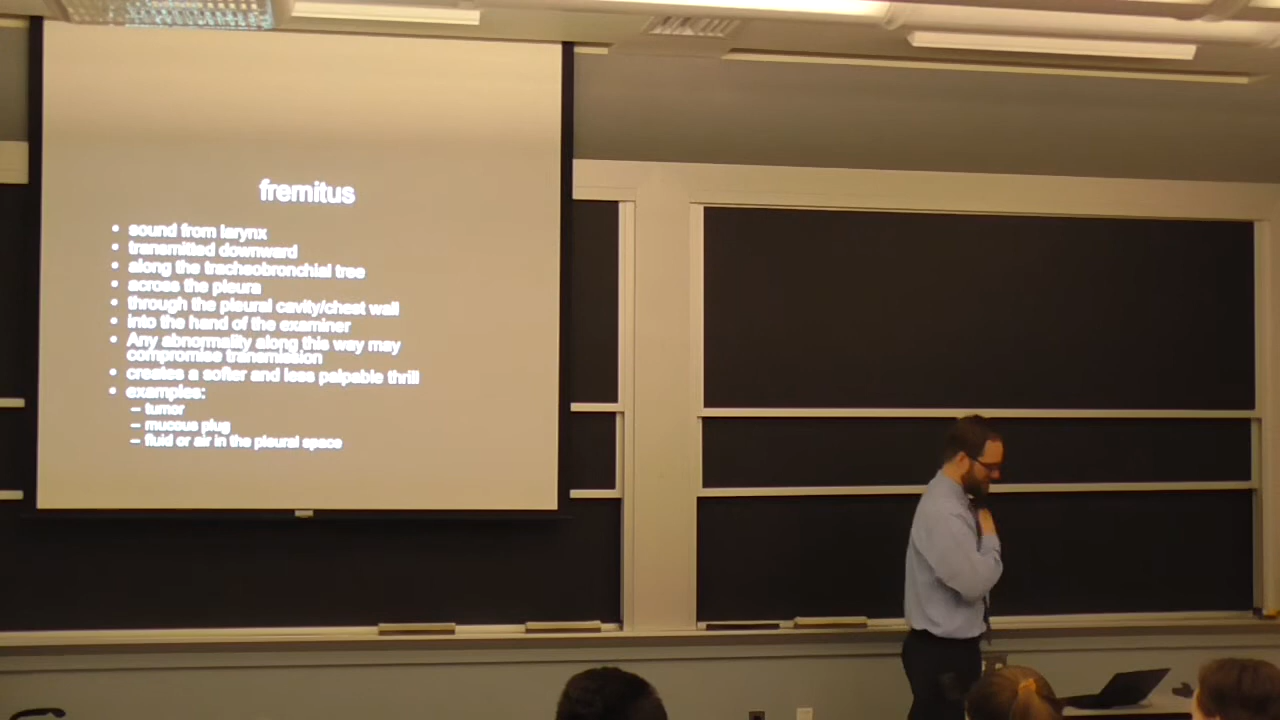 fremitus
• sound from larynx
• transmitted downward
• along the tracheobronchial tree
• across the pleura
• through the pleural cavity/chest wall
• into the hand of the examiner
• Any abnormality along this way may
compromise transmission
• creates a softer and less palpable thrill
• examples:
– tumor
– mucous plug
– fluid or air in the pleural space